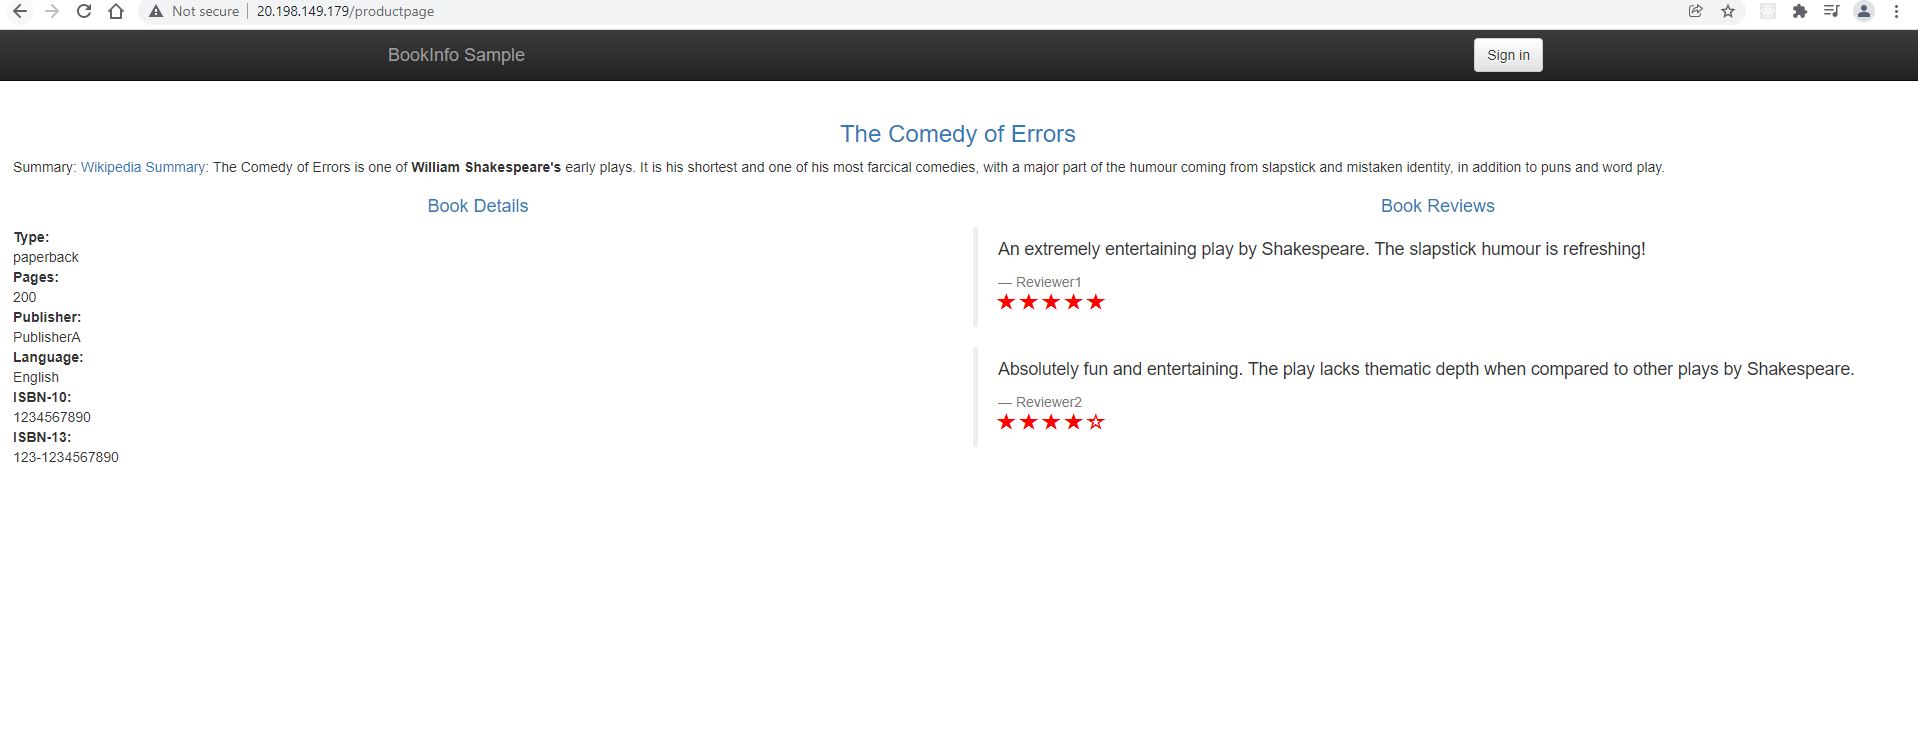 Not secure | 20.198.149.179/productpage
BookInfo Sample
Sign in
The Comedy of Errors
Summary: Wikipedia Summary: The Comedy of Errors is one of William Shakespeare's early plays. It is his shortest and one of his most farcical comedies, with a major part of the humour coming from slapstick and mistaken identity, in addition to puns and word play.
Book Details
Type:
paperback
Pages:
200
Publisher:
PublisherA
Language:
English
ISBN-10:
1234567890
ISBN-13:
123-1234567890
Book Reviews
An extremely entertaining play by Shakespeare. The slapstick humour is refreshing!
— Reviewer1
Absolutely fun and entertaining. The play lacks thematic depth when compared to other plays by Shakespeare.
— Reviewer2